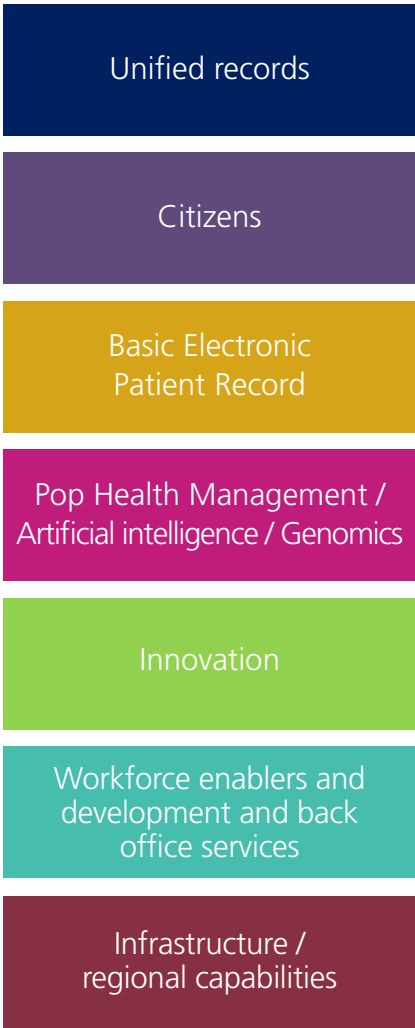 Unified records
Citizens
Basic Electronic
Patient Record
Pop Health Management /
Artificial intelligence / Genomics
Innovation
Workforce enablers and
development and back
office services
Infrastructure /
regional capabilities